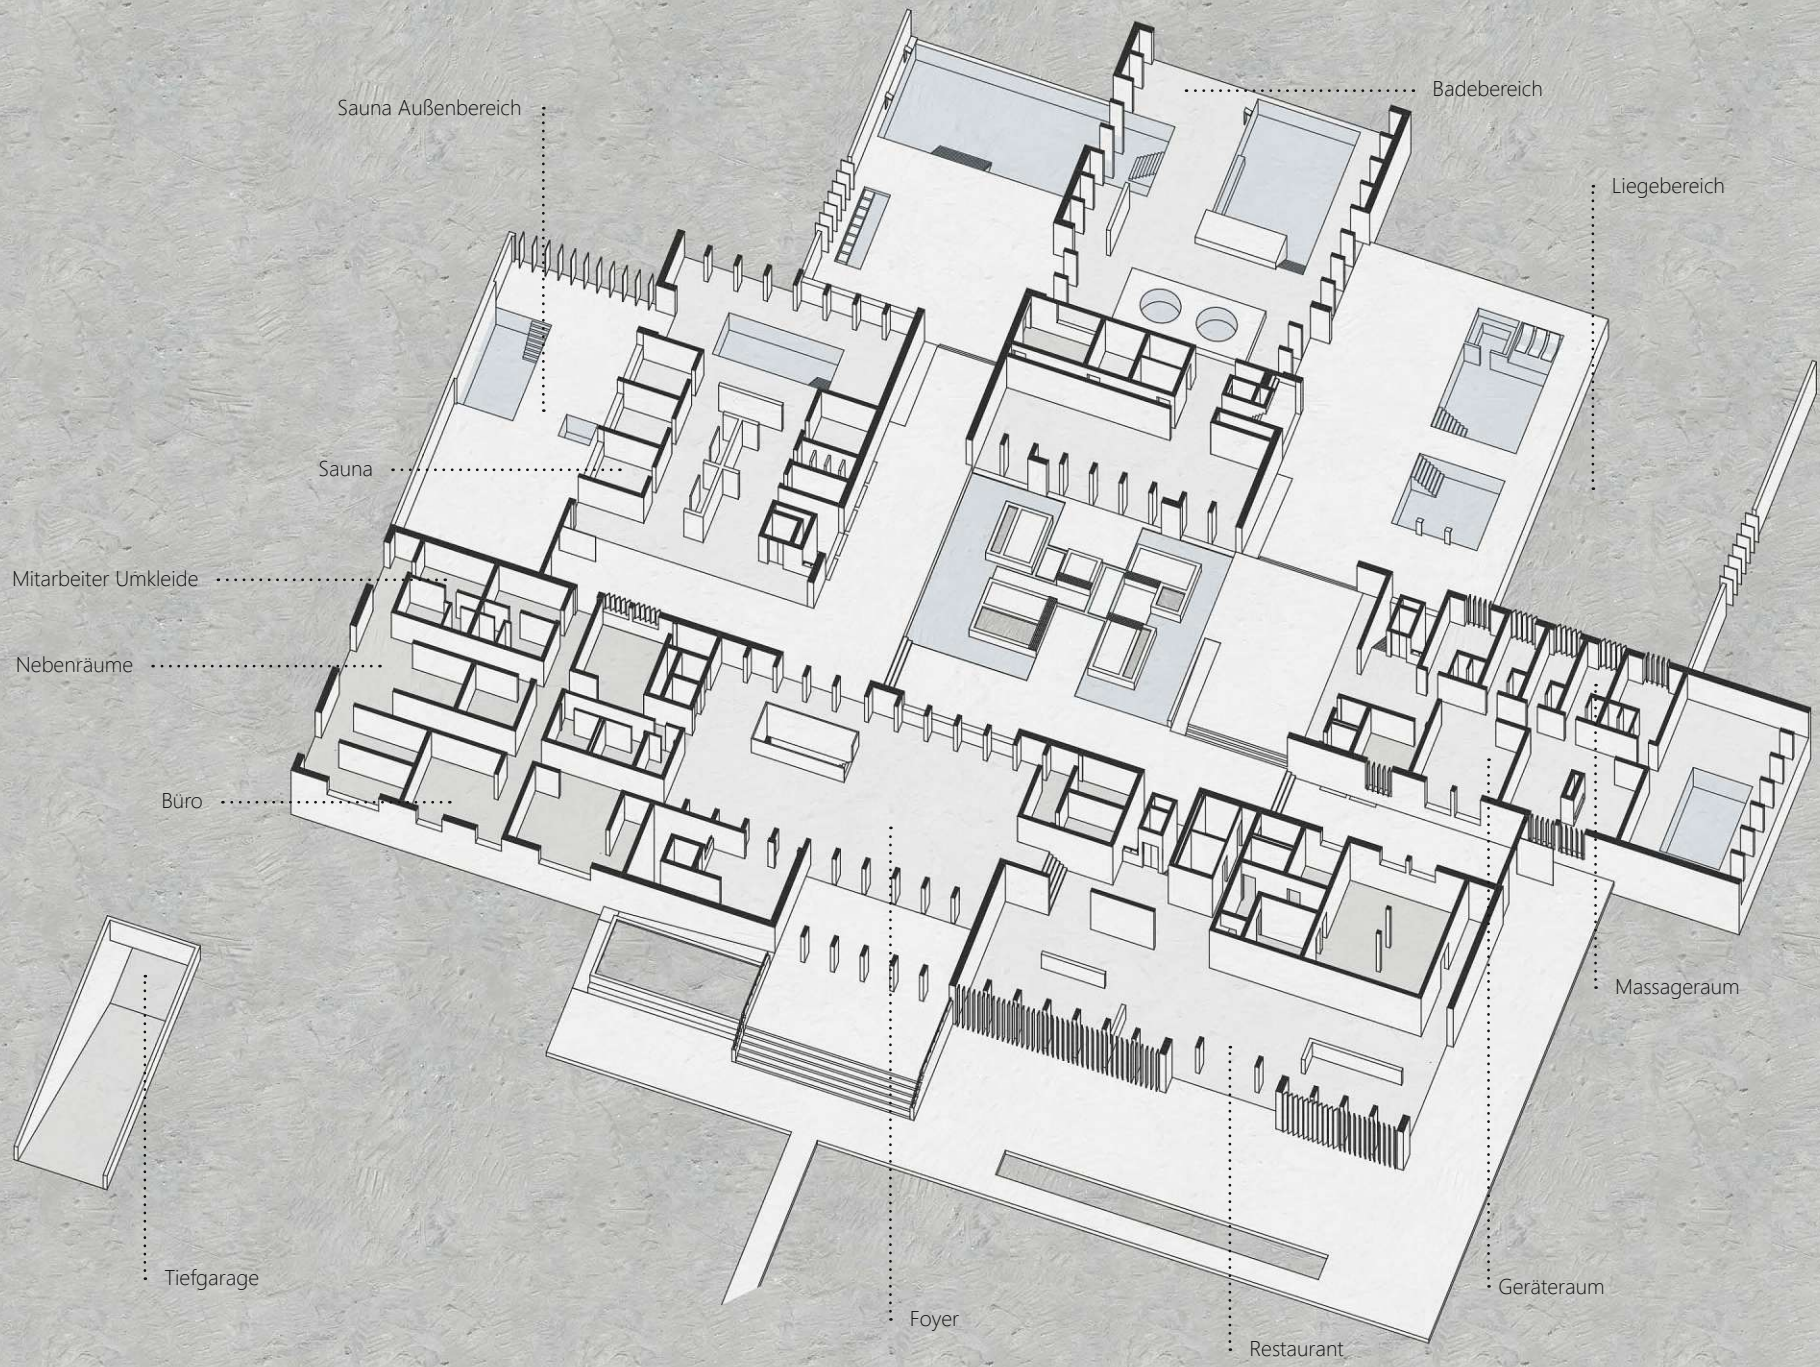 Badebereich
Sauna Außenbereich
Liegebereich
Sauna
Mitarbeiter Umkleide
Nebenräume
Büro
Massageraum
Tiefgarage
Geräteraum
Foyer
Restaurant